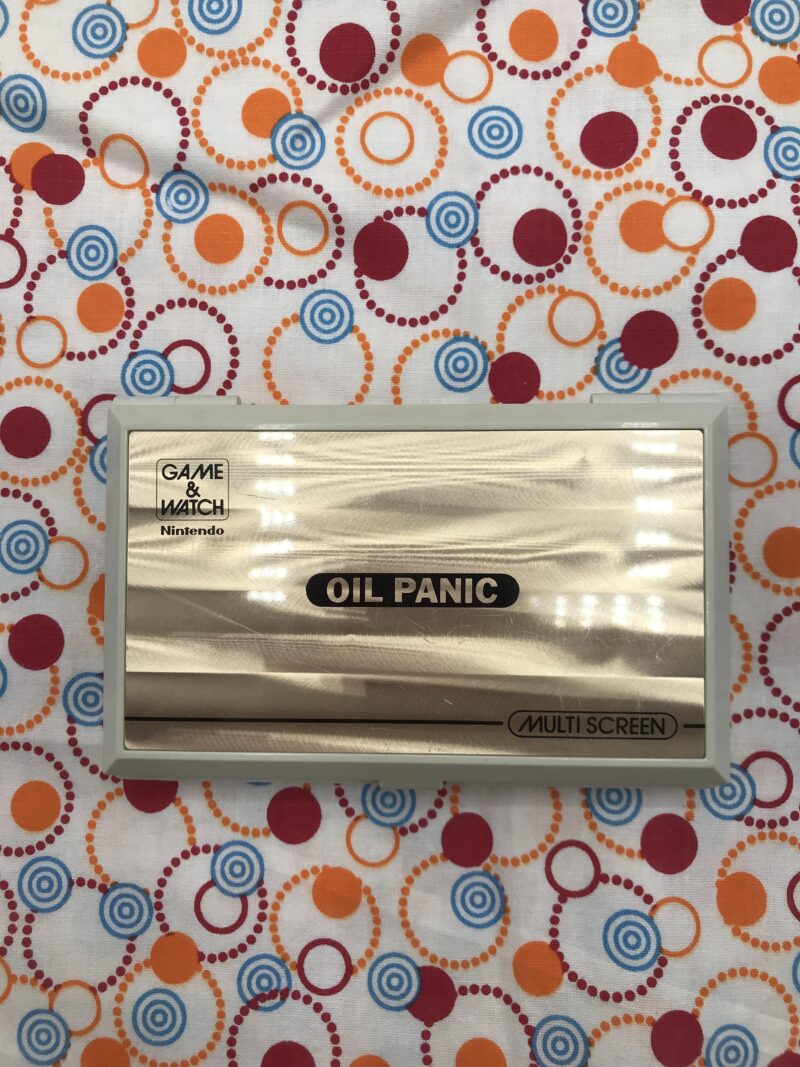 GAME
&
WATCH
Nintendo
OIL PANIC
MULTI SCREEN